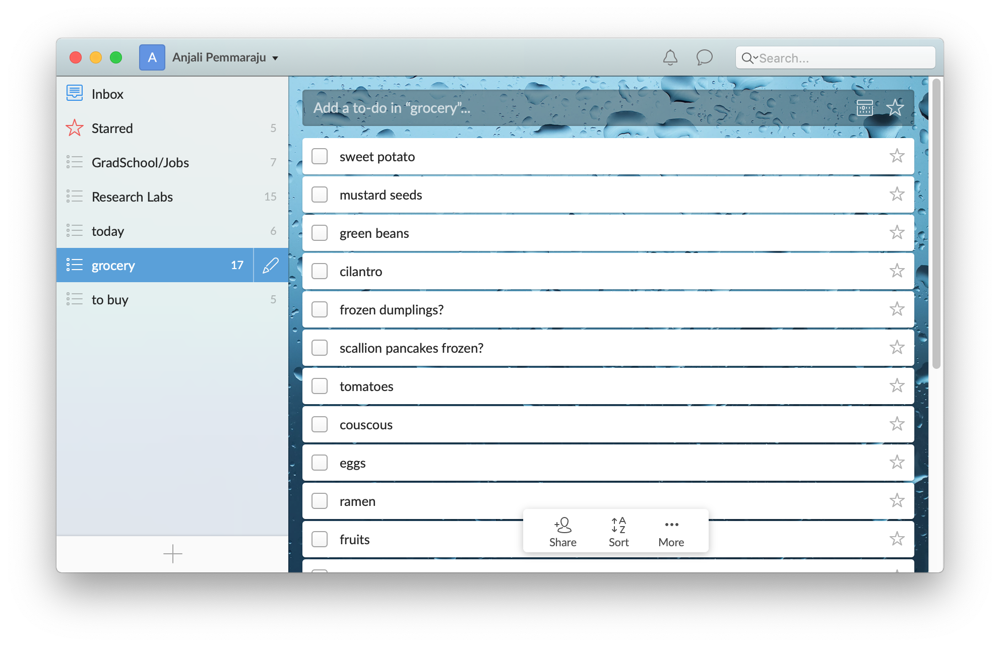 A Anjali Pemmaraju
Search...
Inbox
Starred 5
GradSchool/Jobs 7
Research Labs 15
today 6
grocery 17
to buy 5
Add a to-do in “grocery”...
sweet potato
mustard seeds
green beans
cilantro
frozen dumplings?
scallion pancakes frozen?
tomatoes
couscous
eggs
ramen
fruits
A
Z
Share Sort More